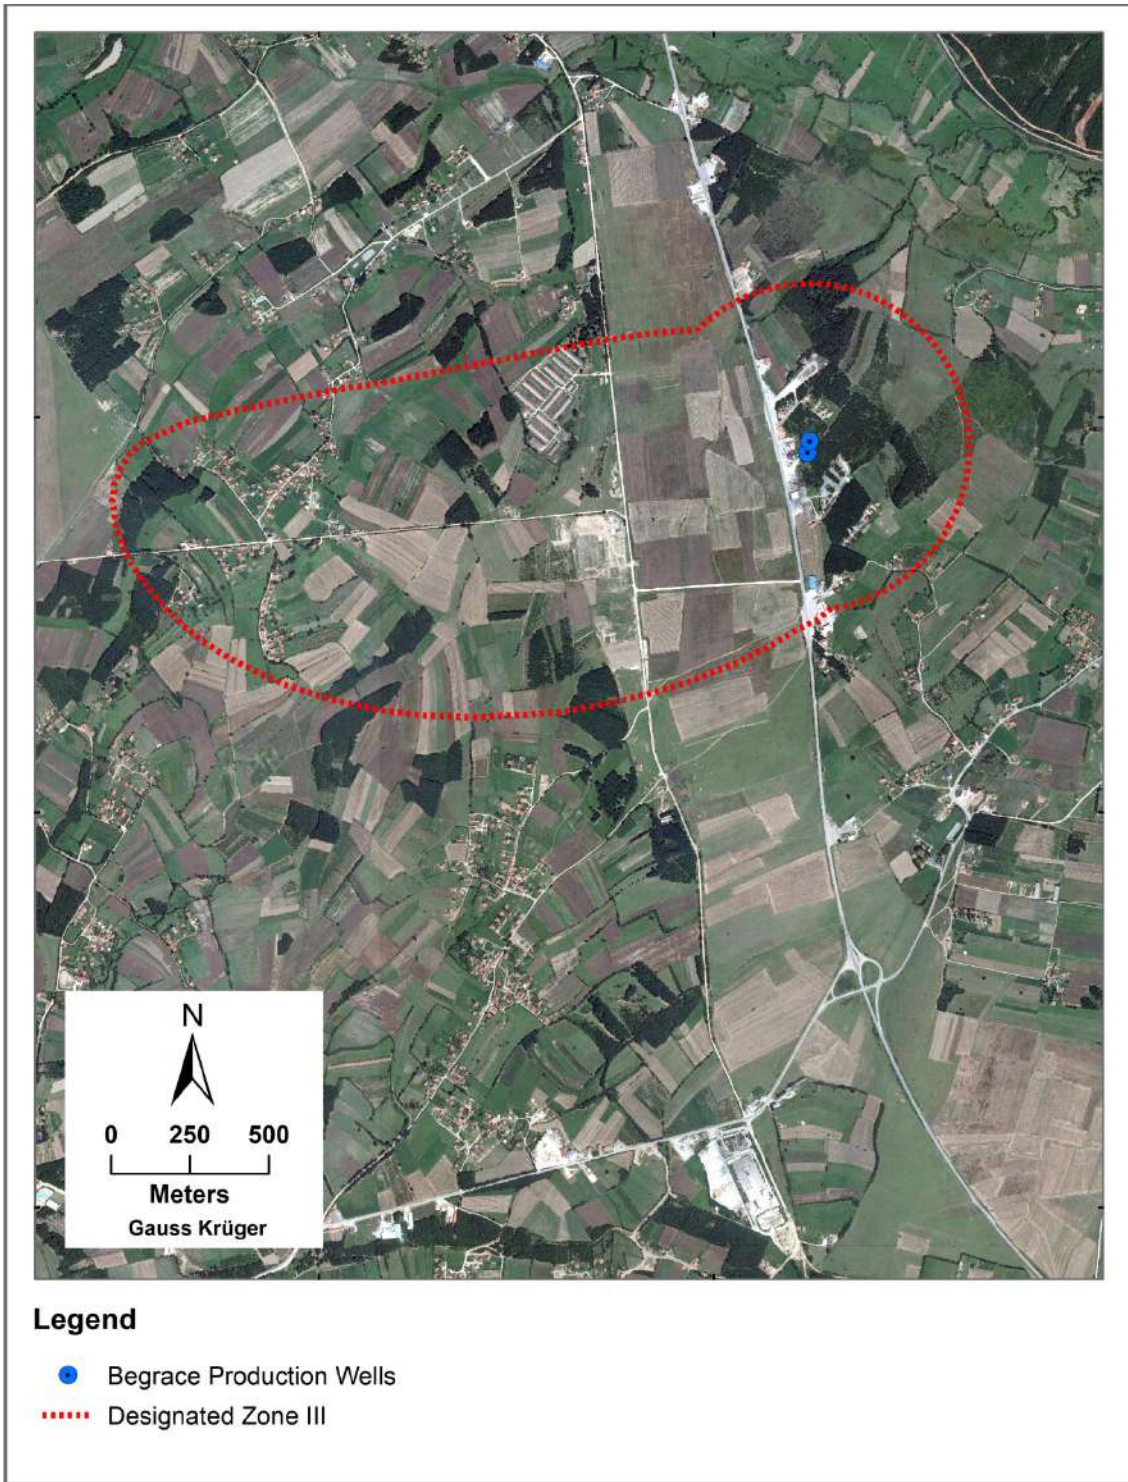 N
0 250 500
Meters
Gauss Krüger
Legend
Begrace Production Wells
Designated Zone III